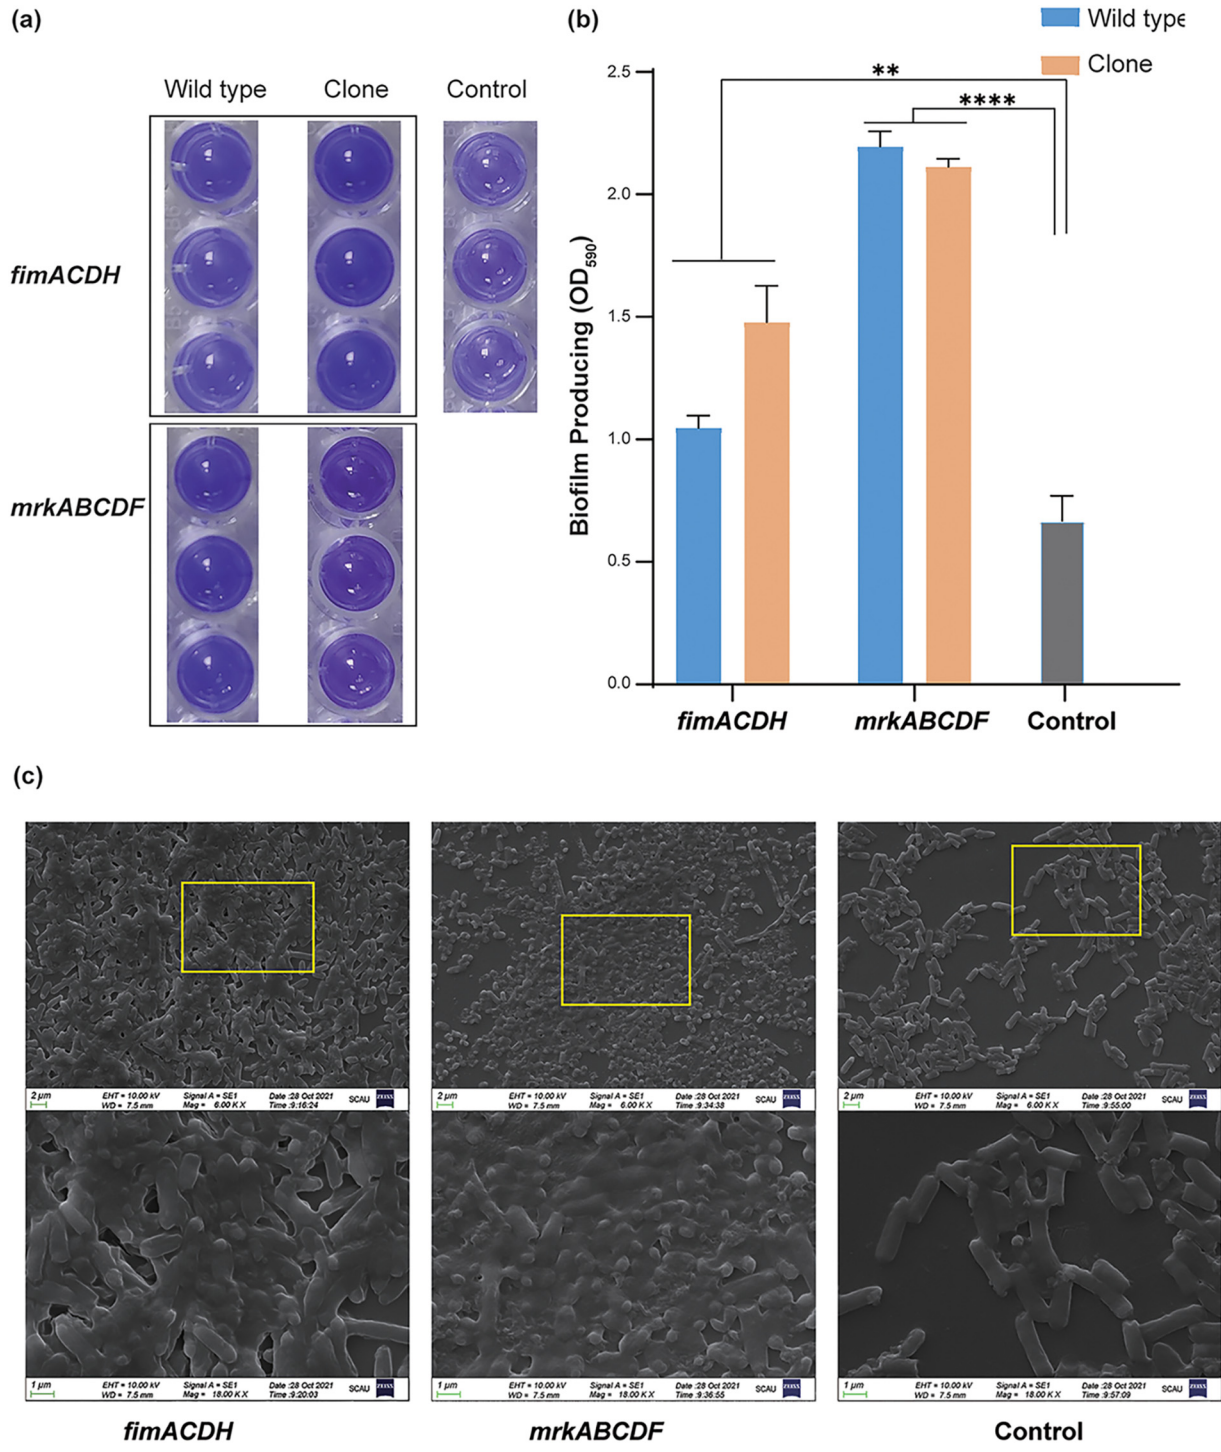 (a)
Wild type Clone Control
fimACDH
mrkABCDF
(b)
Wild type
Clone
**
****
2.5
2.0
1.5
1.0
0.5
0.0
Biofilm Producing (OD590)
fimACDH mrkABCDF Control
(c)
2 µm EHT = 10.00 kV Signal A = SE1 Date :28 Oct 2021 SCAU ZEISS
WD = 7.5 mm Mag = 6.00 K X Time :9:16:24
2 µm EHT = 10.00 kV Signal A = SE1 Date :28 Oct 2021 SCAU ZEISS
WD = 7.5 mm Mag = 6.00 K X Time :9:34:38
2 µm EHT = 10.00 kV Signal A = SE1 Date :28 Oct 2021 SCAU ZEISS
WD = 7.5 mm Mag = 6.00 K X Time :9:55:00
1 µm EHT = 10.00 kV Signal A = SE1 Date :28 Oct 2021 SCAU ZEISS
WD = 7.5 mm Mag = 18.00 K X Time :9:20:03
1 µm EHT = 10.00 kV Signal A = SE1 Date :28 Oct 2021 SCAU ZEISS
WD = 7.5 mm Mag = 18.00 K X Time :9:36:55
1 µm EHT = 10.00 kV Signal A = SE1 Date :28 Oct 2021 SCAU ZEISS
WD = 7.5 mm Mag = 18.00 K X Time :9:57:09
fimACDH mrkABCDF Control